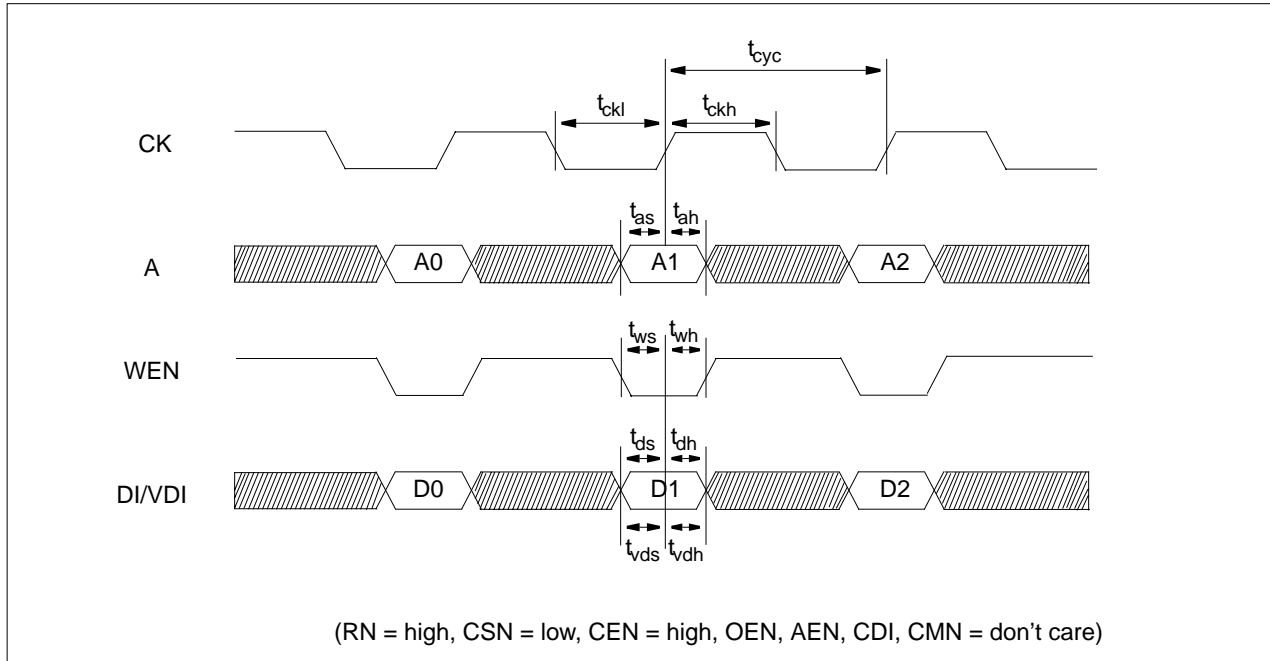 tcyc
tckl tckh
CK
tas tah
A A0 A1 A2
tws twh
WEN
tds tdh
DI/VDI D0 D1 D2
tvds tvdh
(RN = high, CSN = low, CEN = high, OEN, AEN, CDI, CMN = don't care)